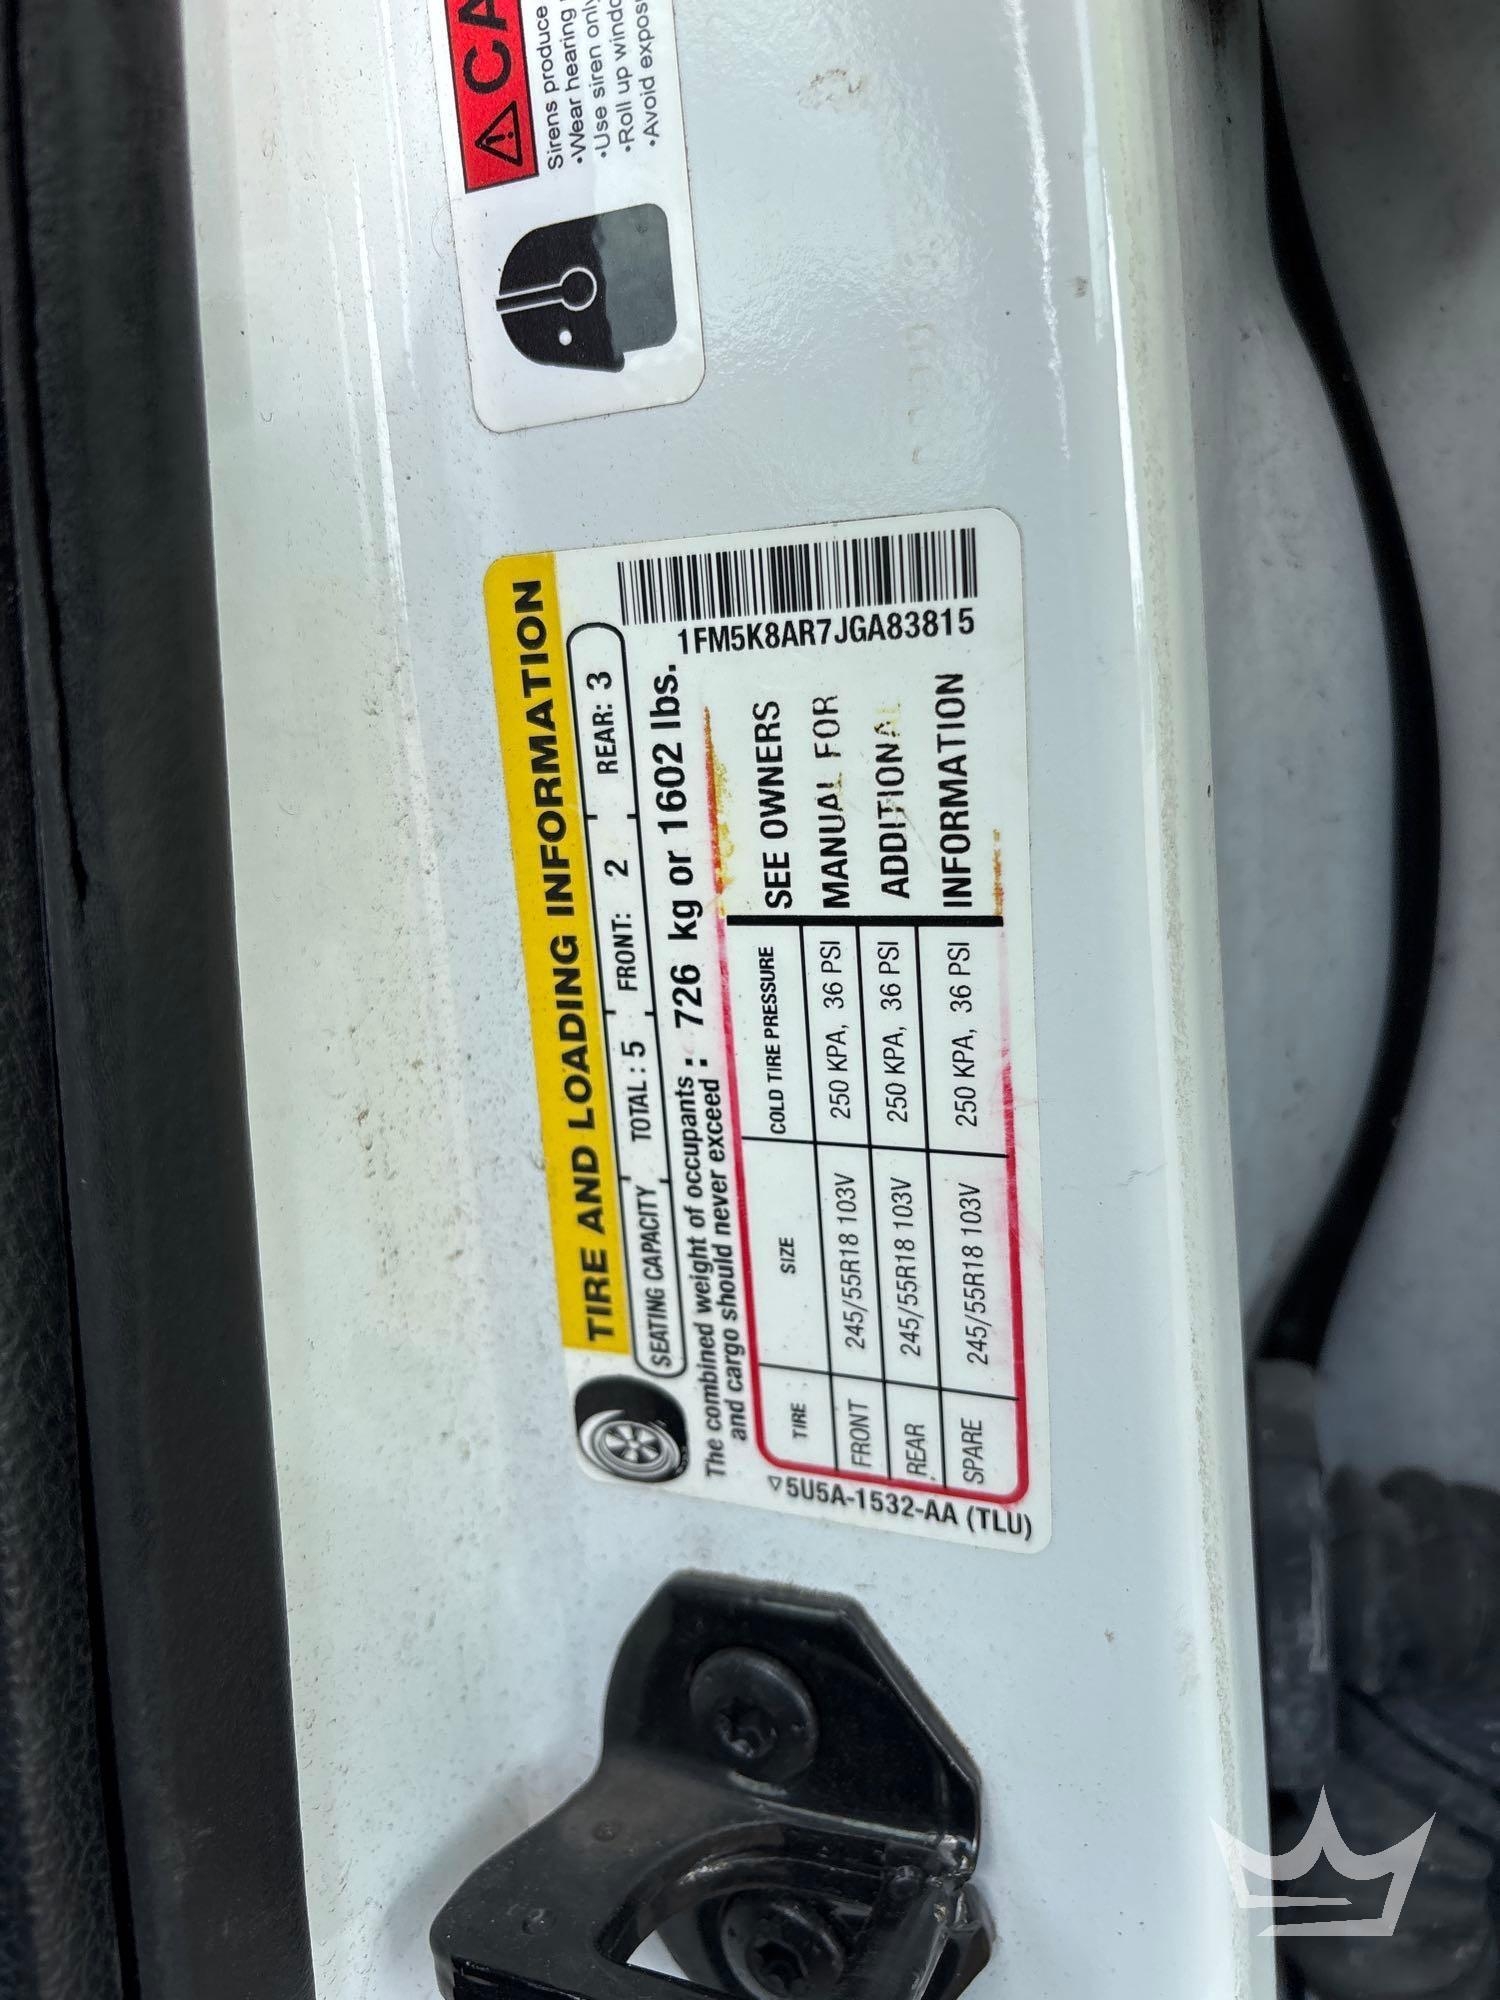 CA
Sirens produce
•Wear hearing
•Use siren only
•Roll up windo
•Avoid expos
TIRE AND LOADING INFORMATION
SEATING CAPACITY TOTAL : 5 FRONT: 2 REAR: 3
The combined weight of occupants and cargo should never exceed : 726 kg or 1602 lbs.
1FM5K8AR7JGA83815
TIRE SIZE COLD TIRE PRESSURE
FRONT 245/55R18 103V 250 KPA, 36 PSI
REAR 245/55R18 103V 250 KPA, 36 PSI
SPARE 245/55R18 103V 250 KPA, 36 PSI
SEE OWNERS
MANUAL FOR
ADDITIONAL
INFORMATION
▽5U5A-1532-AA (TLU)